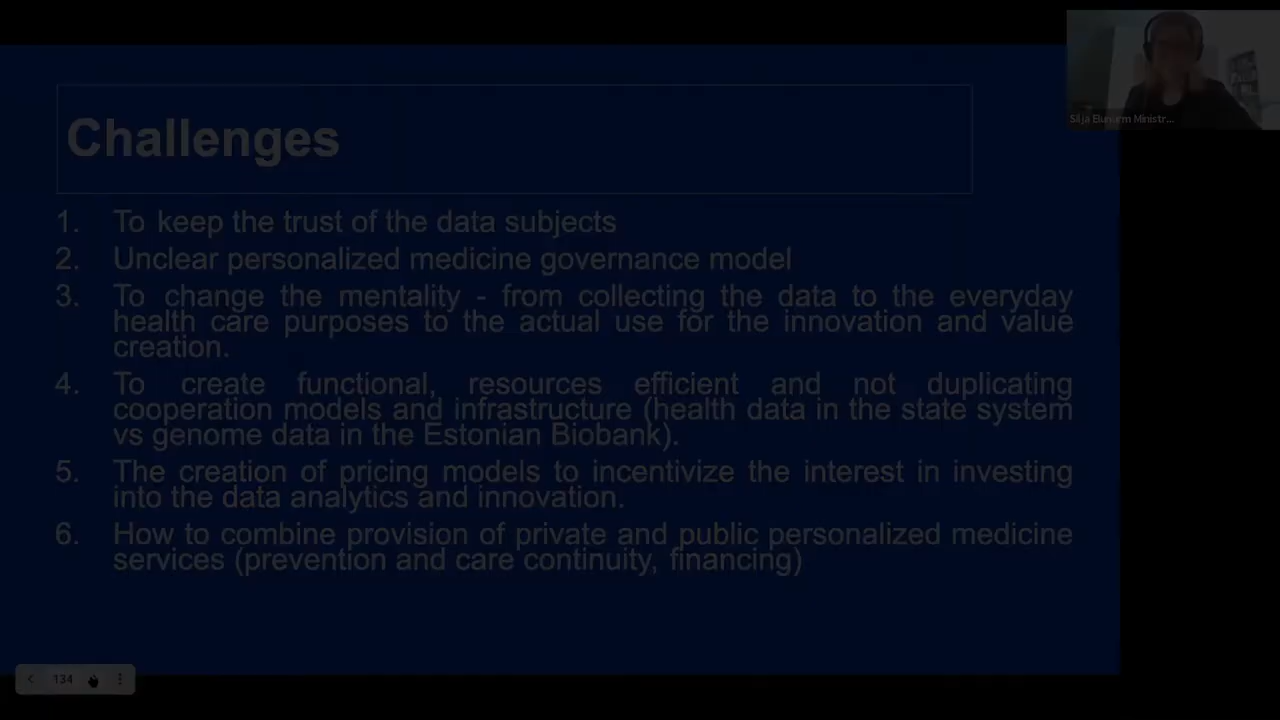 Challenges
1. To keep the trust of the data subjects
2. Unclear personalized medicine governance model
3. To change the mentality - from collecting the data to the everyday
health care purposes to the actual use for the innovation and value
creation.
4. To create functional, resources efficient and not duplicating
cooperation models and infrastructure (health data in the state system
vs genome data in the Estonian Biobank).
5. The creation of pricing models to incentivize the interest in investing
into the data analytics and innovation.
6. How to combine provision of private and public personalized medicine
services (prevention and care continuity, financing)
Silja Elunurm Ministr...
134